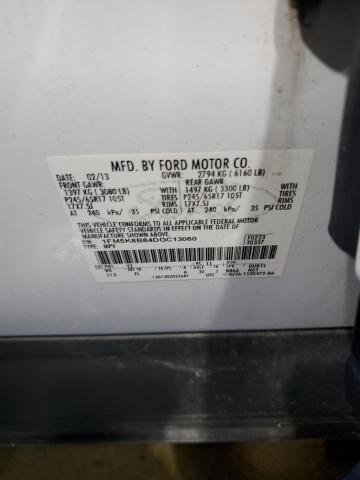 MFD. BY FORD MOTOR CO.
DATE: 02/13 GVWR: 2794 KG ( 6160 LB)
FRONT GAWR: REAR GAWR:
1397 KG ( 3080 LB) 1497 KG ( 3300 LB) WITH
P245/65R17 105T WITH TIRES P245/65R17 105T TIRES
17X7.5J RIMS 17X7.5J RIMS
AT 240 kPa/ 35 PSI COLD AT 240 kPa/ 35 PSI COLD
THIS VEHICLE CONFORMS TO ALL APPLICABLE FEDERAL MOTOR
VEHICLE SAFETY STANDARDS IN EFFECT ON THE DATE OF
MANUFACTURE SHOWN ABOVE.
VIN: 1FM5K8B84DGC13060 F0223
TYPE: MPV 10337